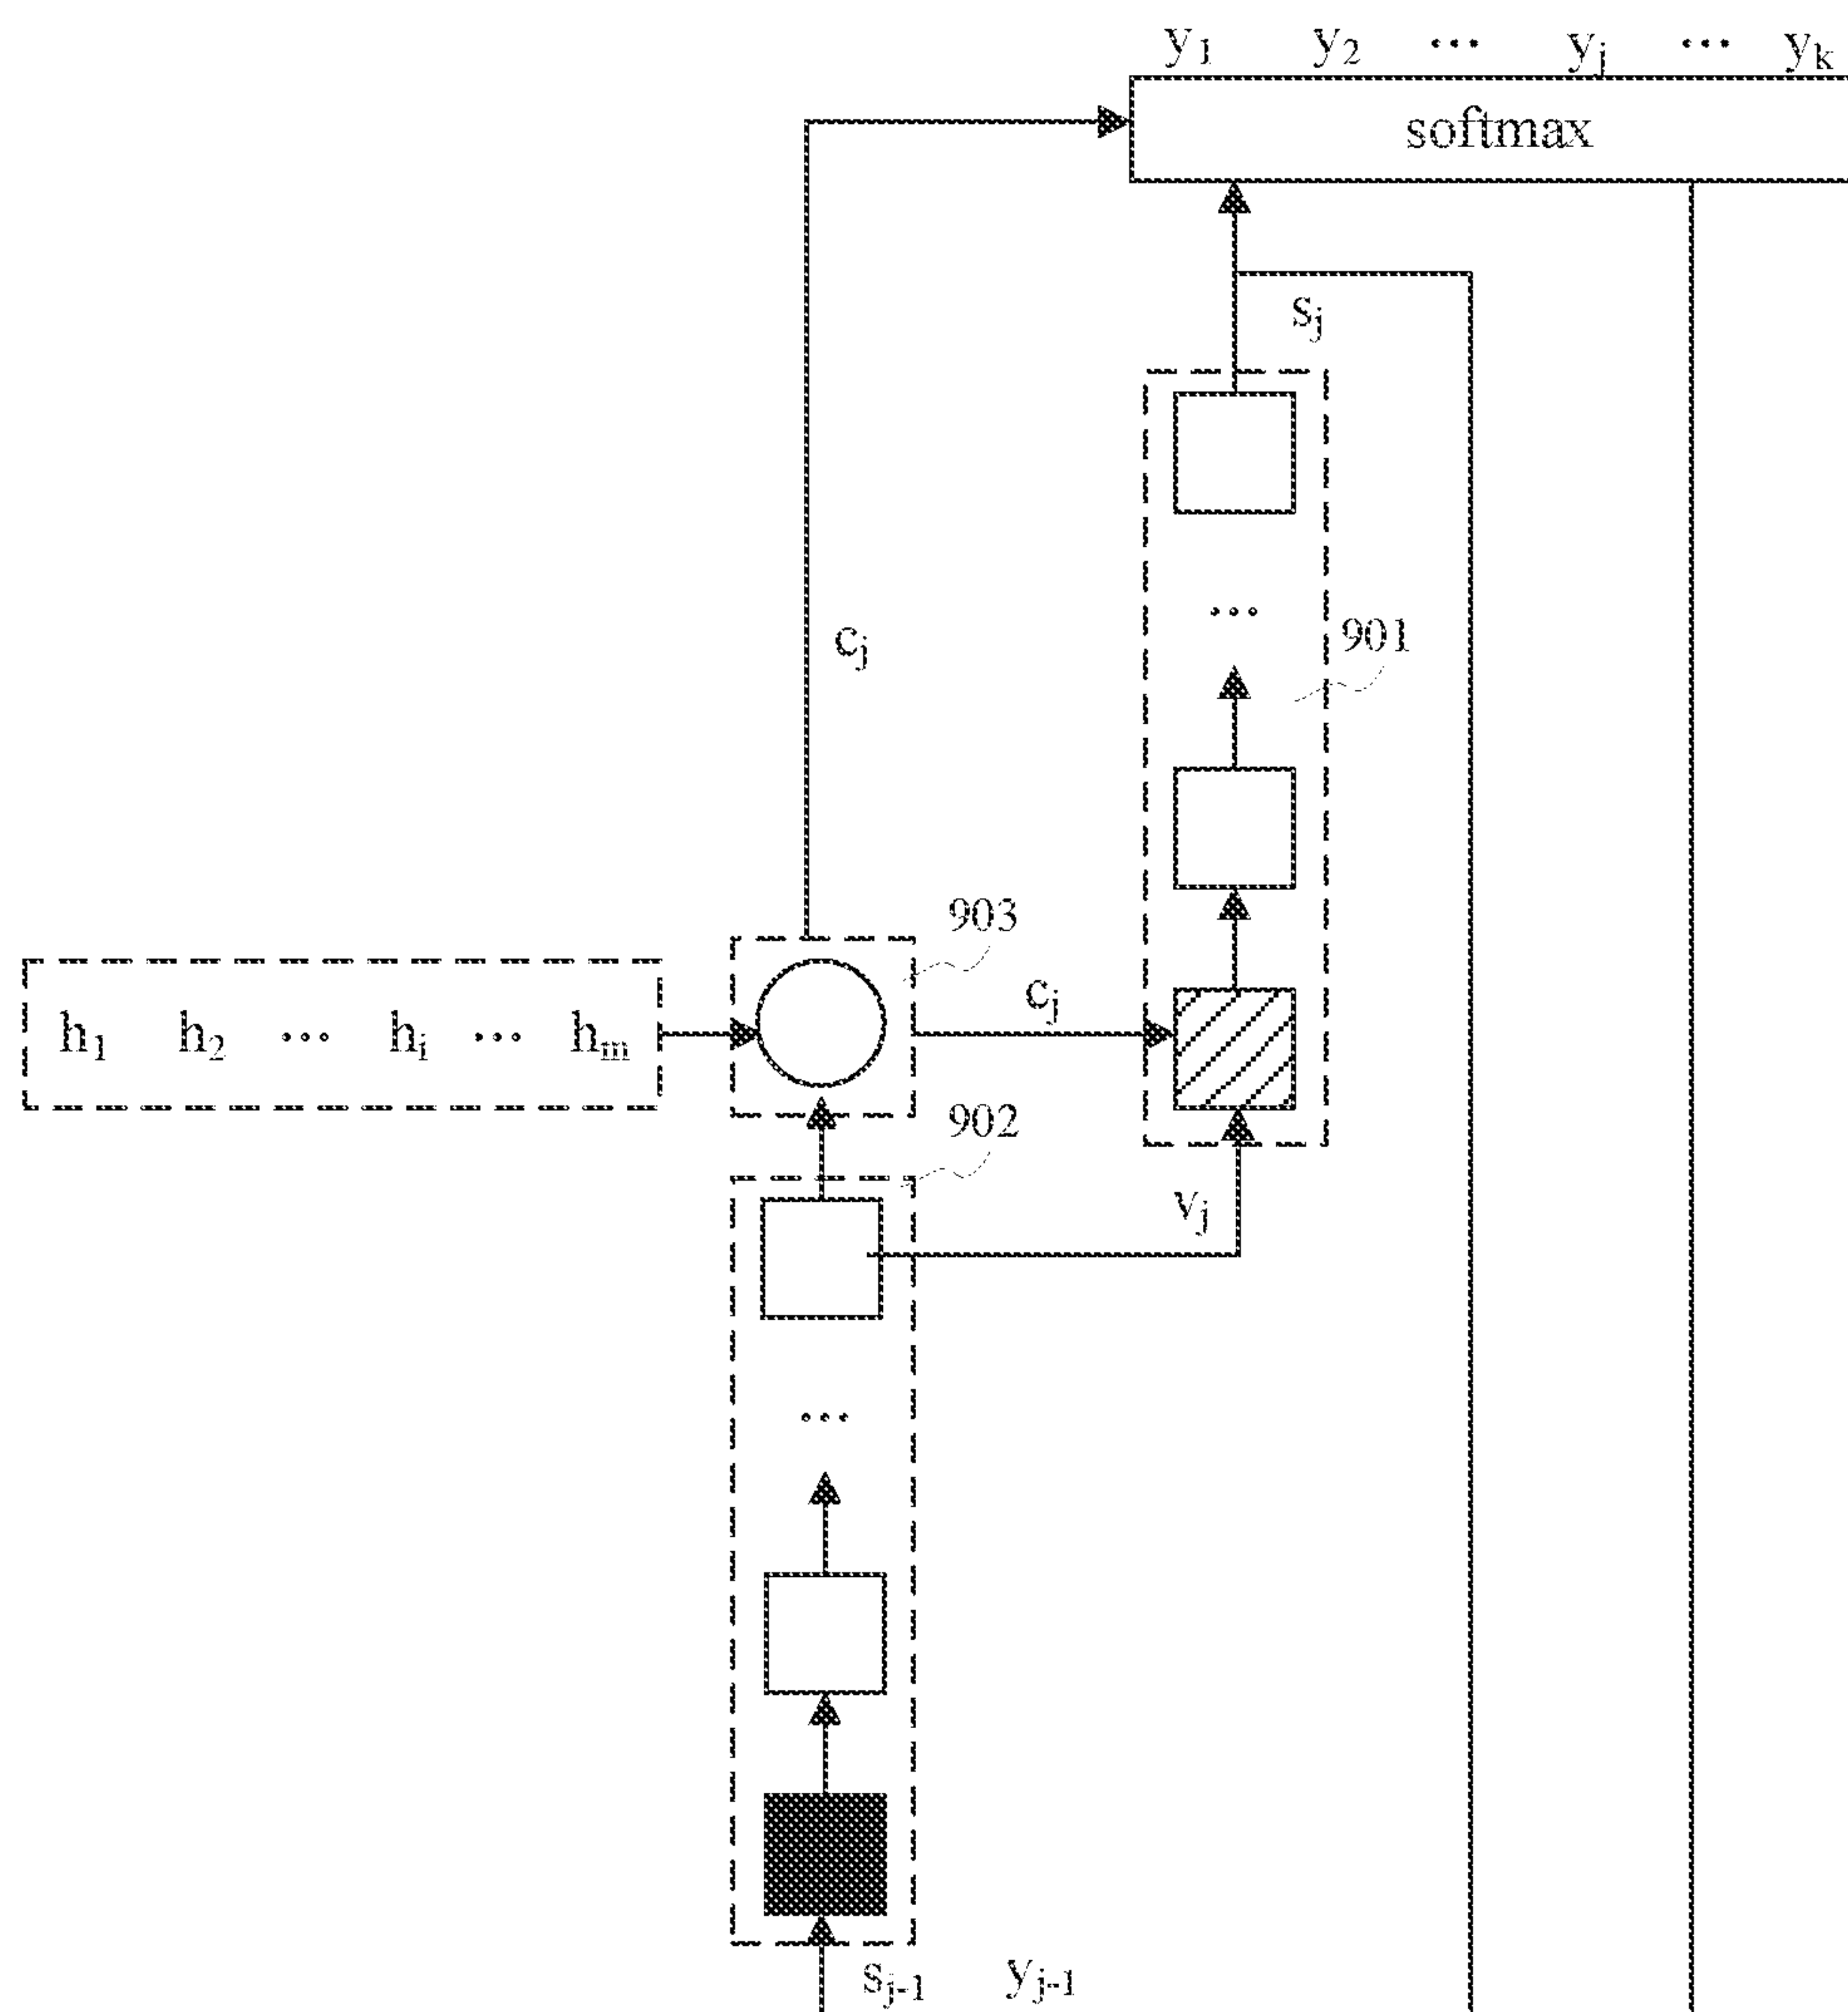 y₁ y₂ ... yⱼ ... yₖ
softmax
sⱼ
cⱼ
901
903
cⱼ
h₁ h₂ ... hᵢ ... hₘ
902
vⱼ
sⱼ₋₁ yⱼ₋₁